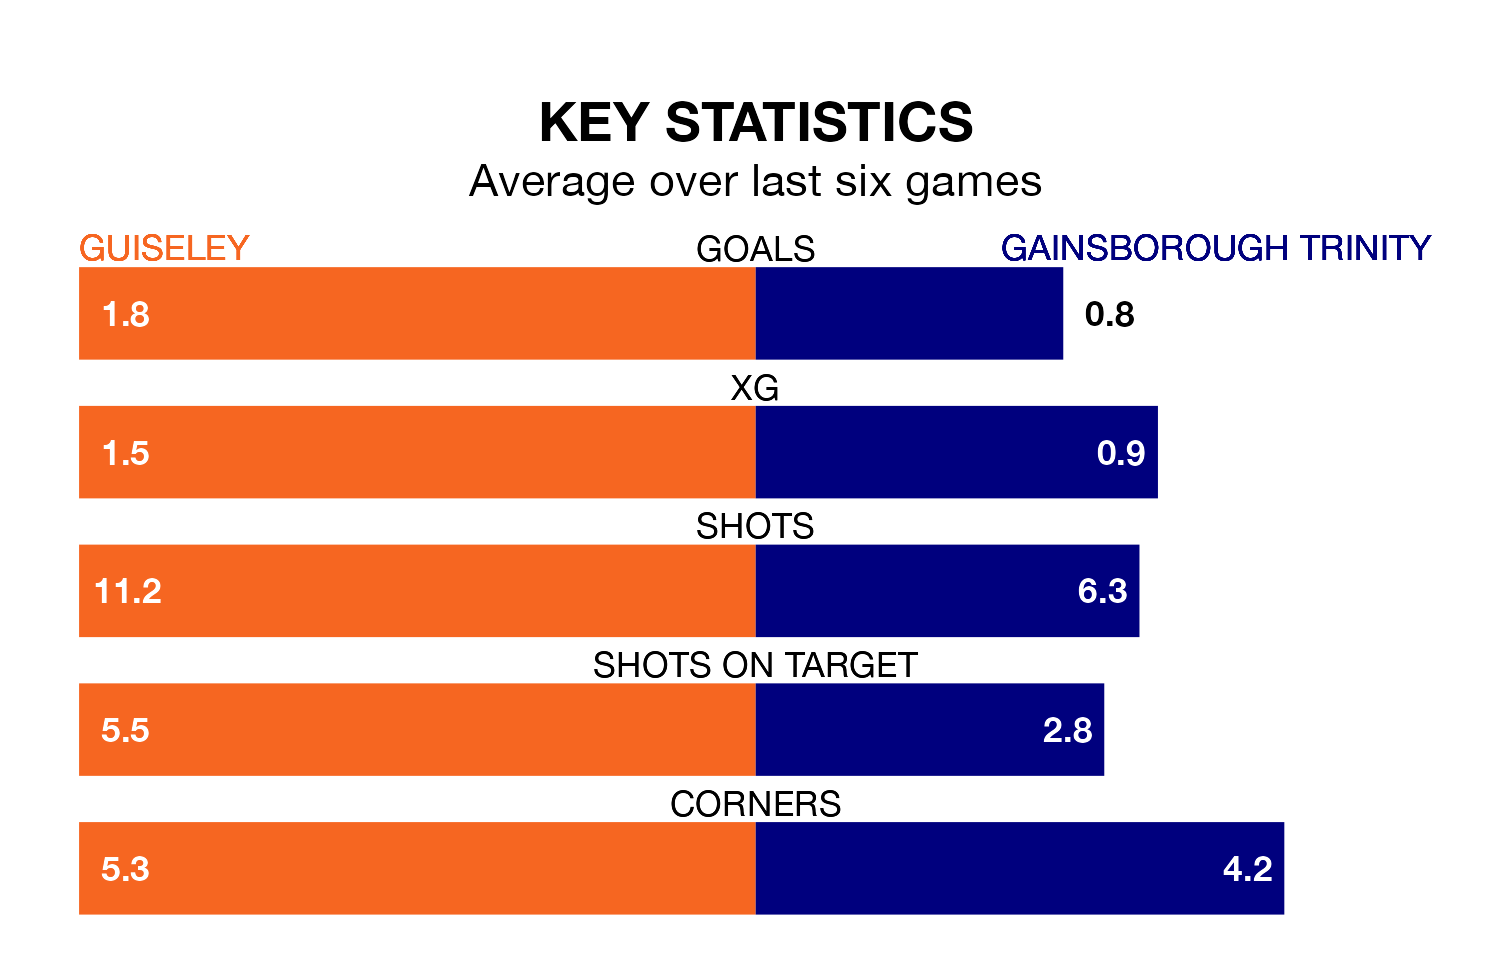 KEY STATISTICS
Average over last six games
GUISELEY GOALS GAINSBOROUGH TRINITY
1.8 0.8
XG
1.5 0.9
SHOTS
11.2 6.3
SHOTS ON TARGET
5.5 2.8
CORNERS
5.3 4.2